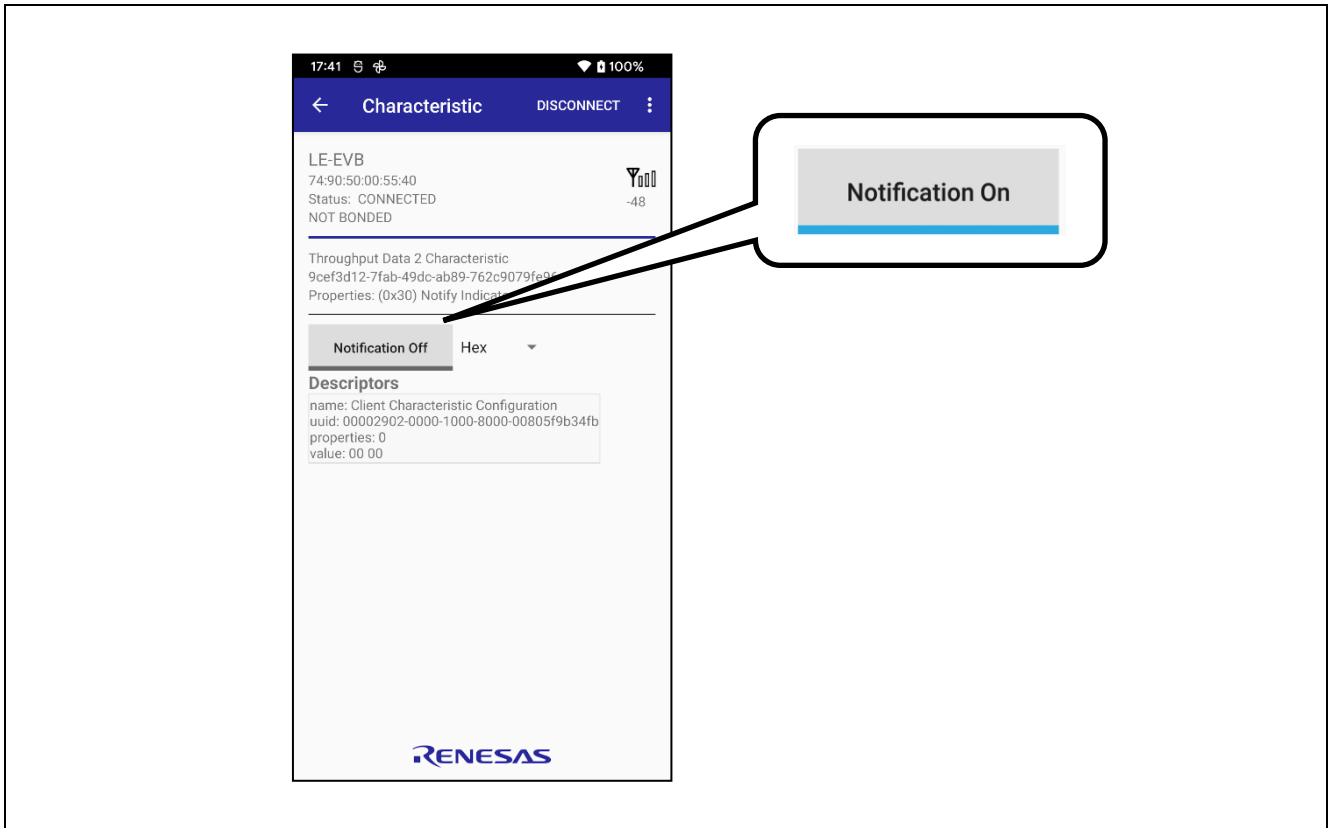 17:41 100%
Characteristic DISCONNECT
LE-EVB
74:90:50:00:55:40
Status: CONNECTED
-48
NOT BONDED
Throughput Data 2 Characteristic
9cef3d12-7fab-49dc-ab89-762c9079fe96
Properties: (0x30) Notify Indicate
Notification Off Hex
Descriptors
name: Client Characteristic Configuration
uuid: 00002902-0000-1000-8000-00805f9b34fb
properties: 0
value: 00 00
RENESAS
Notification On